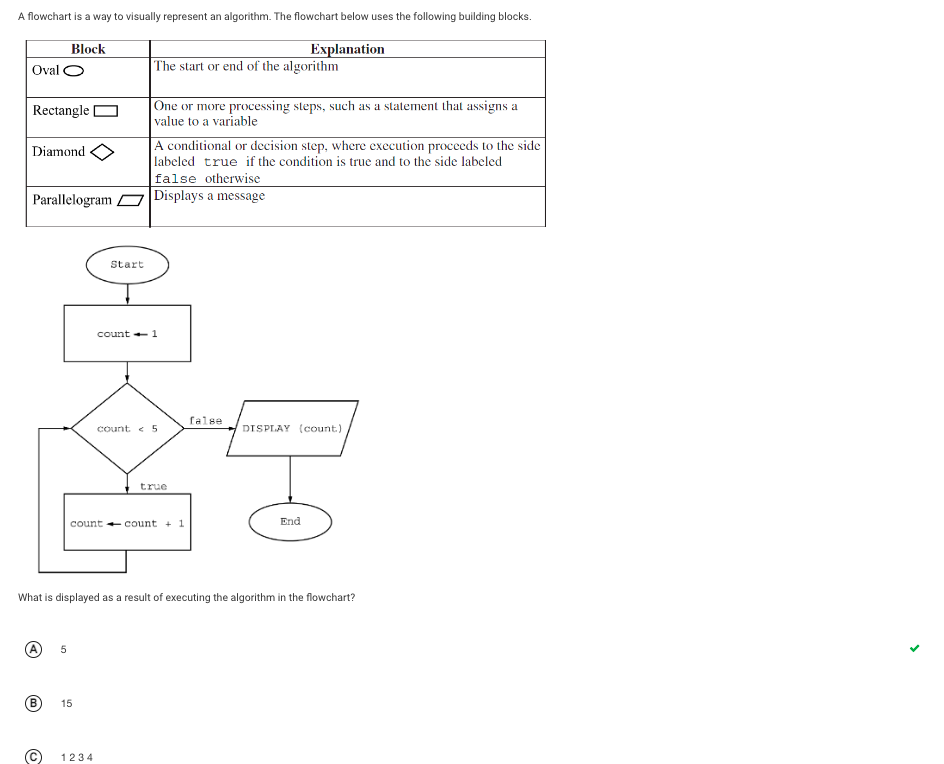 A flowchart is a way to visually represent an algorithm. The flowchart below uses the following building blocks.
Block Explanation
Oval The start or end of the algorithm
Rectangle One or more processing steps, such as a statement that assigns a
value to a variable
Diamond A conditional or decision step, where execution proceeds to the side
labeled true if the condition is true and to the side labeled
false otherwise
Parallelogram Displays a message
Start
count ← 1
count < 5
false
DISPLAY (count)
true
count ← count + 1
End
What is displayed as a result of executing the algorithm in the flowchart?
A 5
B 15
C 1 2 3 4